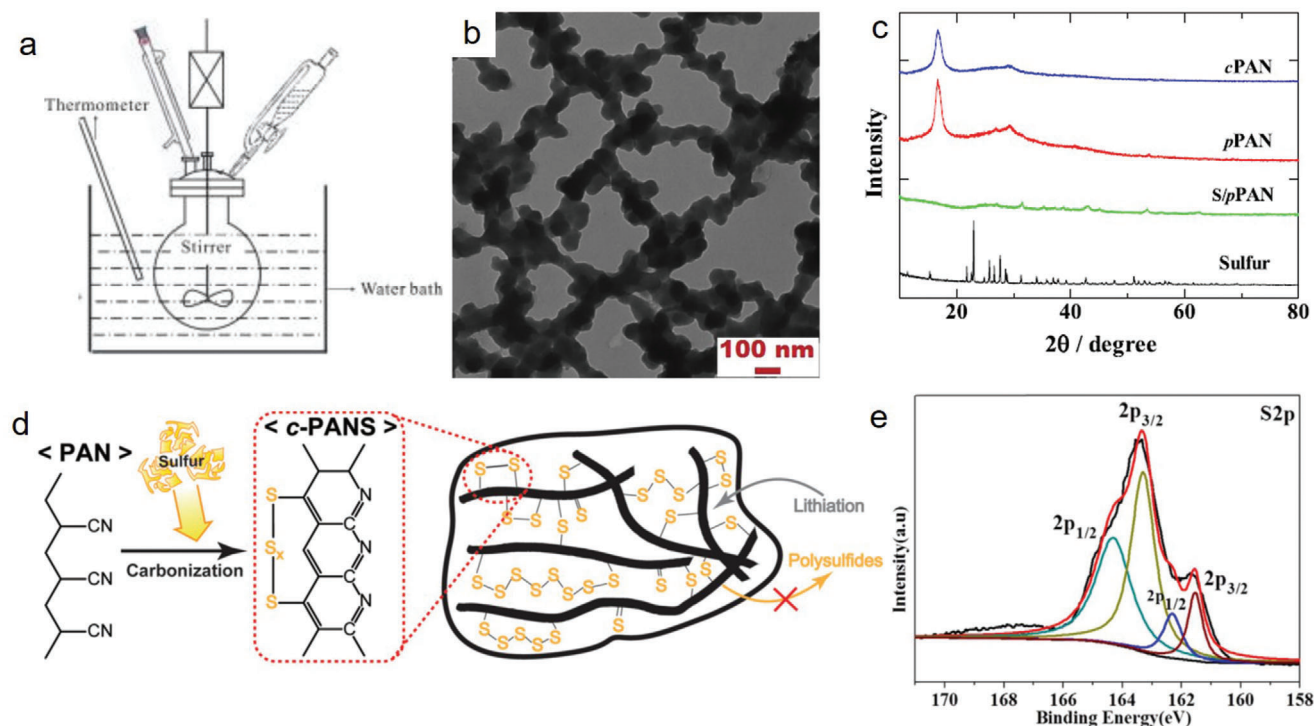 a
Thermometer
Stirrer
Water bath
b
100 nm
c
cPAN
pPAN
S/pPAN
Sulfur
Intensity
20
40
60
80
2θ / degree
d
< PAN >
Sulfur
CN
CN
CN
Carbonization
< c-PANS >
S
Sx
S
N
N
N
S S
S
S S
S
S
S
S
S
S
S
S
S
S S S S S S S
S
S
S
S S S S S
S
Lithiation
Polysulfides
e
S2p
2p3/2
2p1/2
2p1/2
2p3/2
Intensity(a.u)
170
168
166
164
162
160
158
Binding Energy(eV)